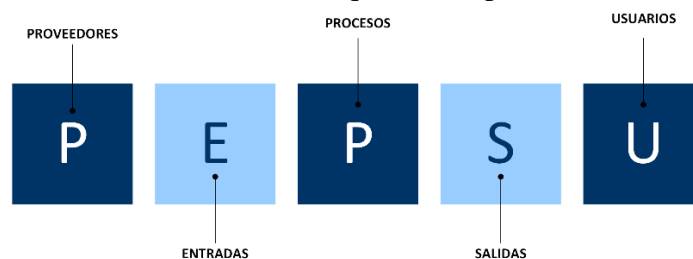 PROVEEDORES
PROCESOS
USUARIOS
P
E
P
S
U
ENTRADAS
SALIDAS